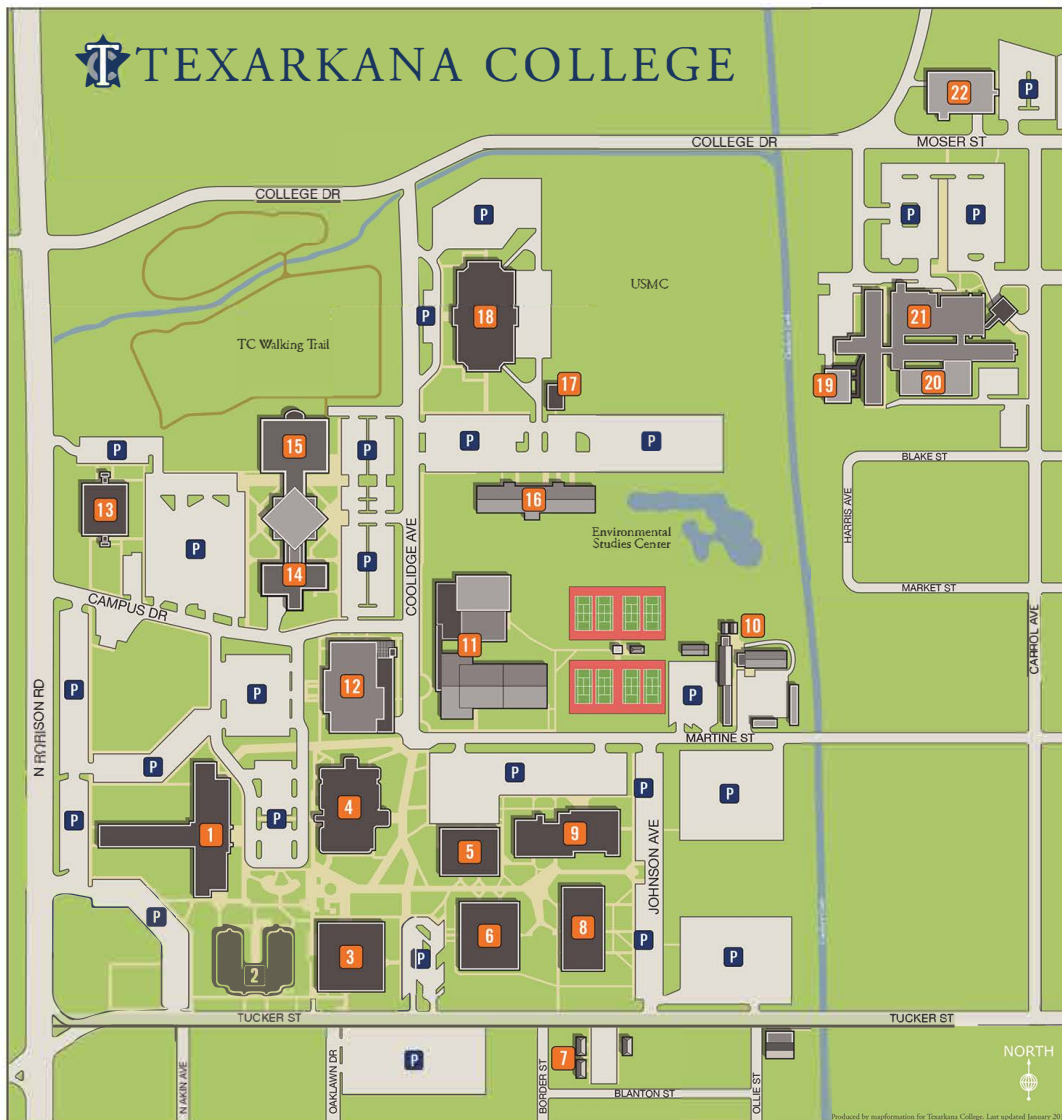 TEXARKANA COLLEGE
22
P
COLLEGE DR
MOSER ST
COLLEGE DR
P
P
P
USMC
18
P
21
TC Walking Trail
17
19
20
15
P
P
P
P
BLAKE ST
13
16
HARRIS AVE
P
Environmental
Studies Center
COOLIDGE AVE
P
14
MARKET ST
CAMPUS DR
10
11
CARROL AVE
12
P
P
P
N ROBISON RD
MARTINE ST
P
P
P
P
4
P
P
1
9
5
JOHNSON AVE
P
8
6
P
3
P
P
2
TUCKER ST
TUCKER ST
NORTH
7
P
N AKIN AVE
OAKLAWN DR
BORDER ST
BLANTON ST
OLLIE ST
Produced by mapformation for Texarkana College. Last updated January